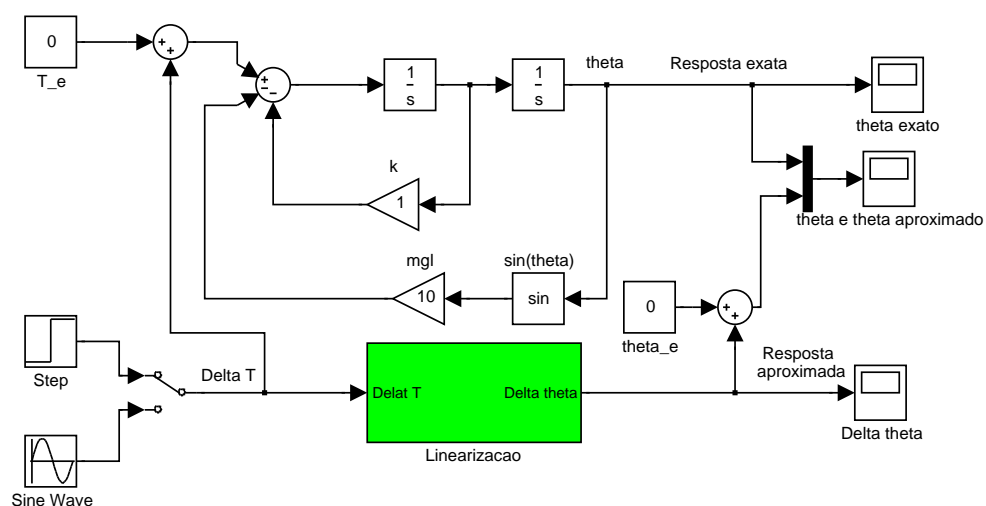 0
T_e
+
+
+
−
−
1
s
1
s
theta
Resposta exata
theta exato
k
1
theta e theta aproximado
mgl
10
sin(theta)
sin
0
theta_e
+
+
Step
Delta T
Delat T
Delta theta
Linearizacao
Resposta
aproximada
Delta theta
Sine Wave